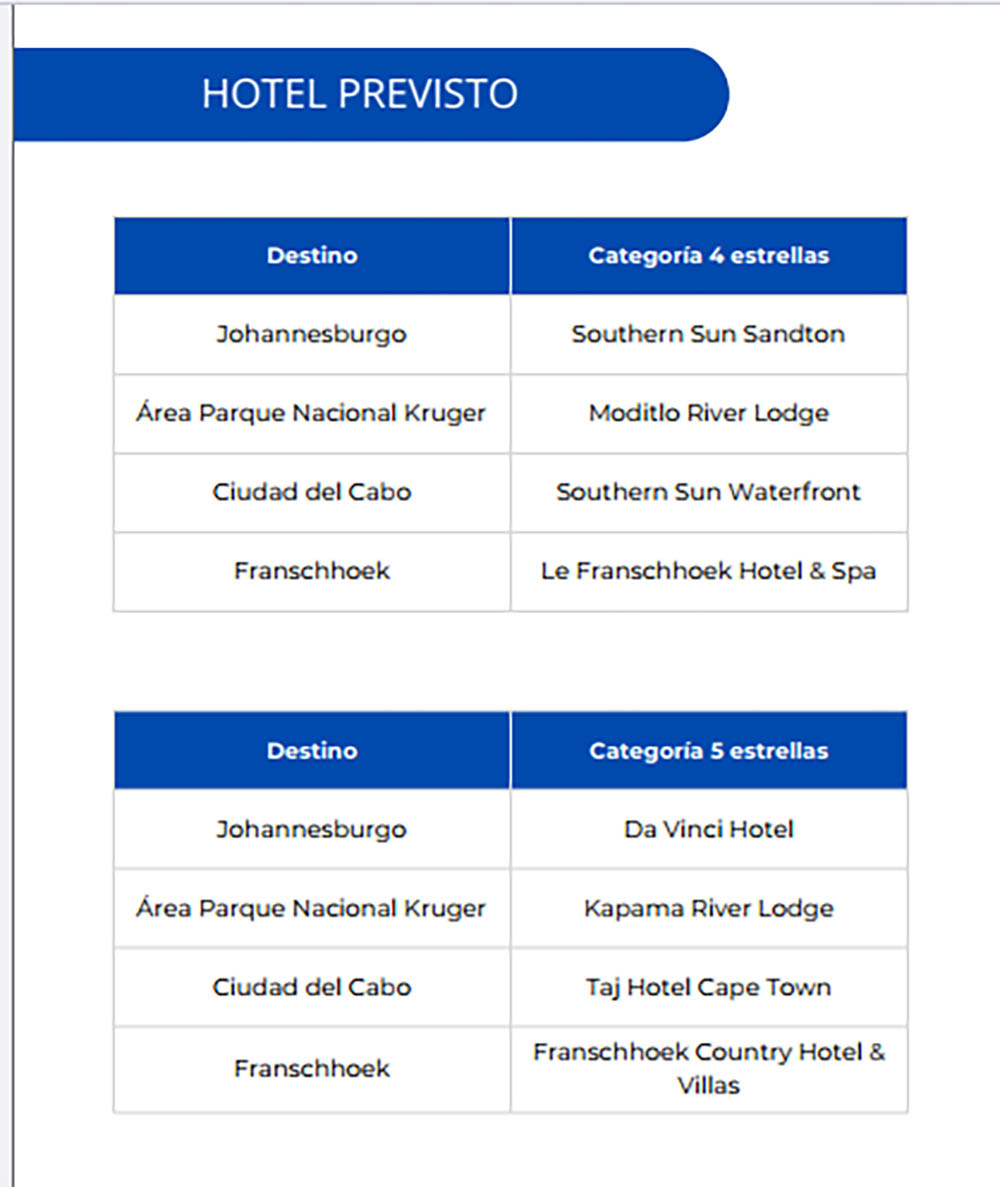 HOTEL PREVISTO
Destino Categoría 4 estrellas
Johannesburgo Southern Sun Sandton
Área Parque Nacional Kruger Moditlo River Lodge
Ciudad del Cabo Southern Sun Waterfront
Franschhoek Le Franschhoek Hotel & Spa
Destino Categoría 5 estrellas
Johannesburgo Da Vinci Hotel
Área Parque Nacional Kruger Kapama River Lodge
Ciudad del Cabo Taj Hotel Cape Town
Franschhoek Franschhoek Country Hotel &
Villas